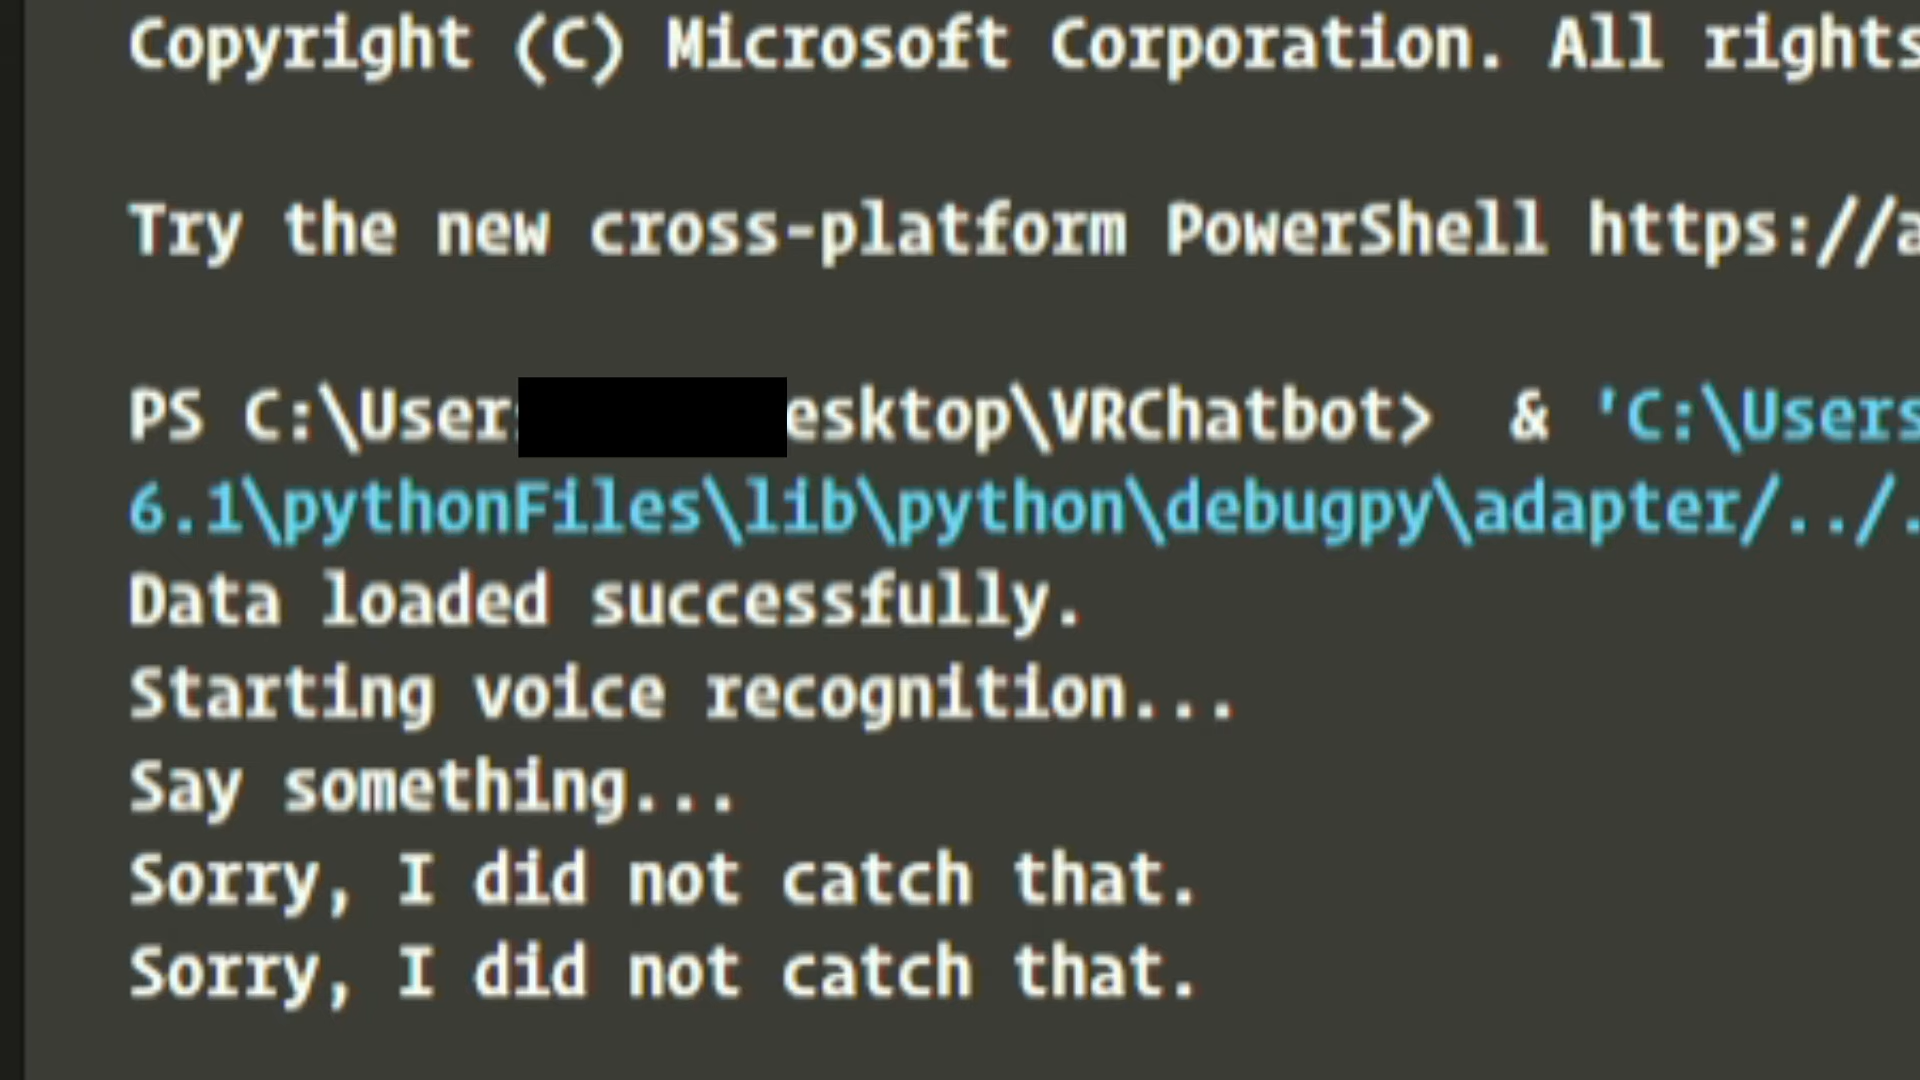 Copyright (C) Microsoft Corporation. All rights
Try the new cross-platform PowerShell https://a
PS C:\User esktop\VRChatbot>  & 'C:\Users
6.1\pythonFiles\lib\python\debugpy\adapter/../.
Data loaded successfully.
Starting voice recognition...
Say something...
Sorry, I did not catch that.
Sorry, I did not catch that.